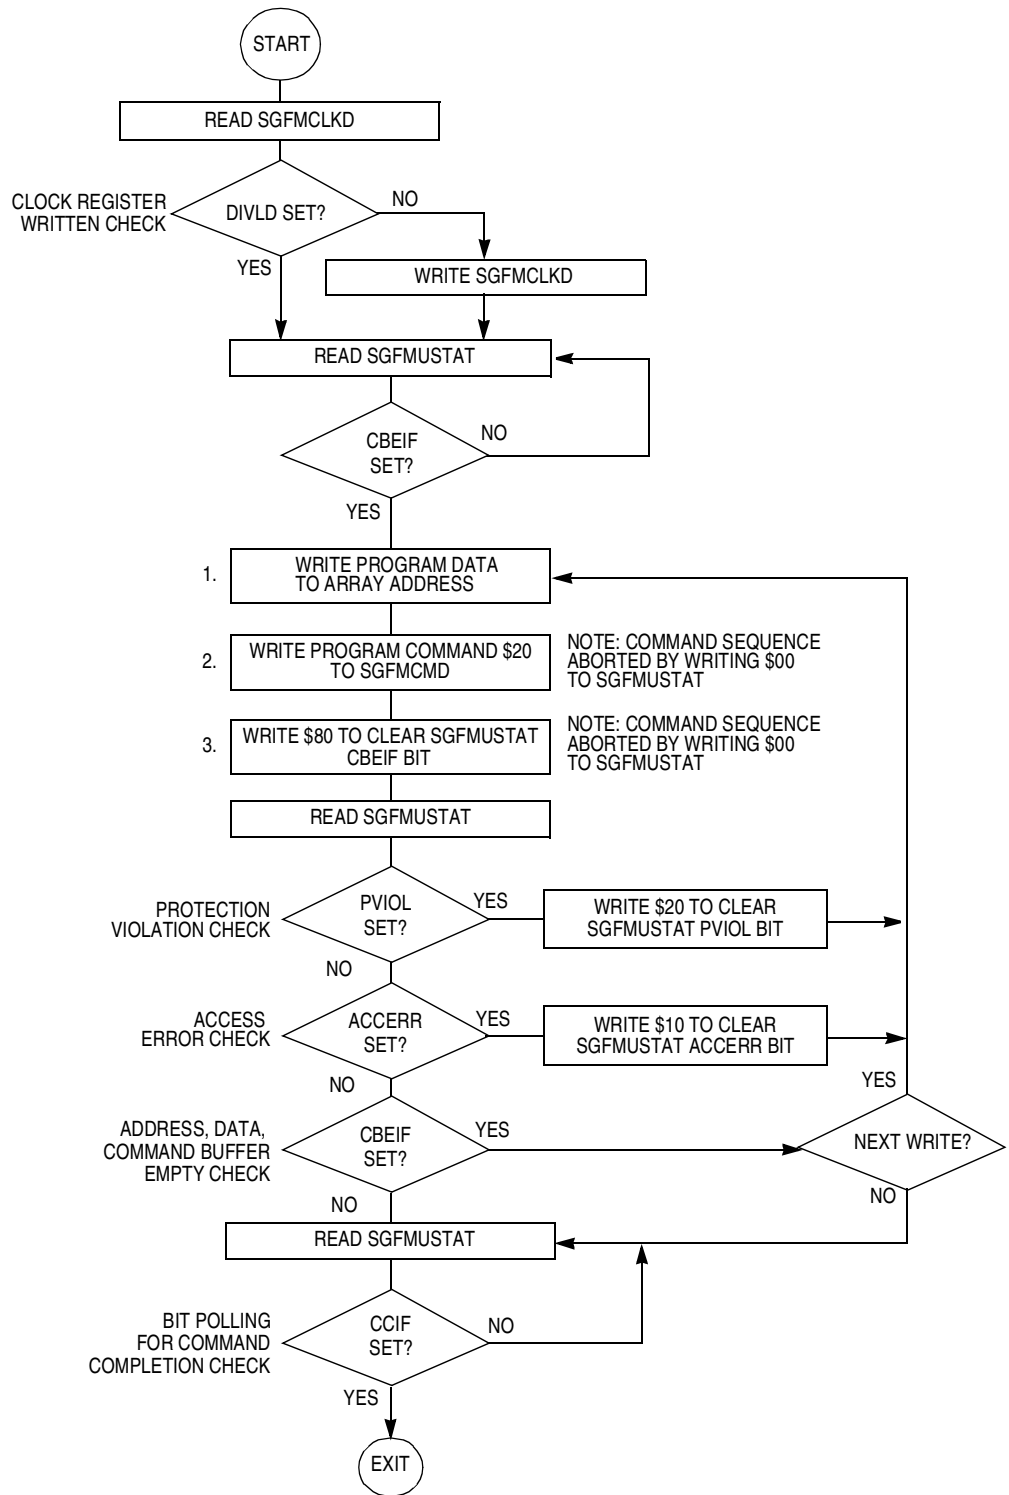 START
READ SGFMCLKD
CLOCK REGISTER
WRITTEN CHECK
DIVLD SET?
NO
YES
WRITE SGFMCLKD
READ SGFMUSTAT
CBEIF
SET?
NO
YES
1.
WRITE PROGRAM DATA
TO ARRAY ADDRESS
2.
WRITE PROGRAM COMMAND $20
TO SGFMCMD
NOTE: COMMAND SEQUENCE
ABORTED BY WRITING $00
TO SGFMUSTAT
3.
WRITE $80 TO CLEAR SGFMUSTAT
CBEIF BIT
NOTE: COMMAND SEQUENCE
ABORTED BY WRITING $00
TO SGFMUSTAT
READ SGFMUSTAT
PROTECTION
VIOLATION CHECK
PVIOL
SET?
YES
WRITE $20 TO CLEAR
SGFMUSTAT PVIOL BIT
NO
ACCESS
ERROR CHECK
ACCERR
SET?
YES
WRITE $10 TO CLEAR
SGFMUSTAT ACCERR BIT
NO
YES
ADDRESS, DATA,
COMMAND BUFFER
EMPTY CHECK
CBEIF
SET?
YES
NEXT WRITE?
NO
NO
READ SGFMUSTAT
BIT POLLING
FOR COMMAND
COMPLETION CHECK
CCIF
SET?
NO
YES
EXIT